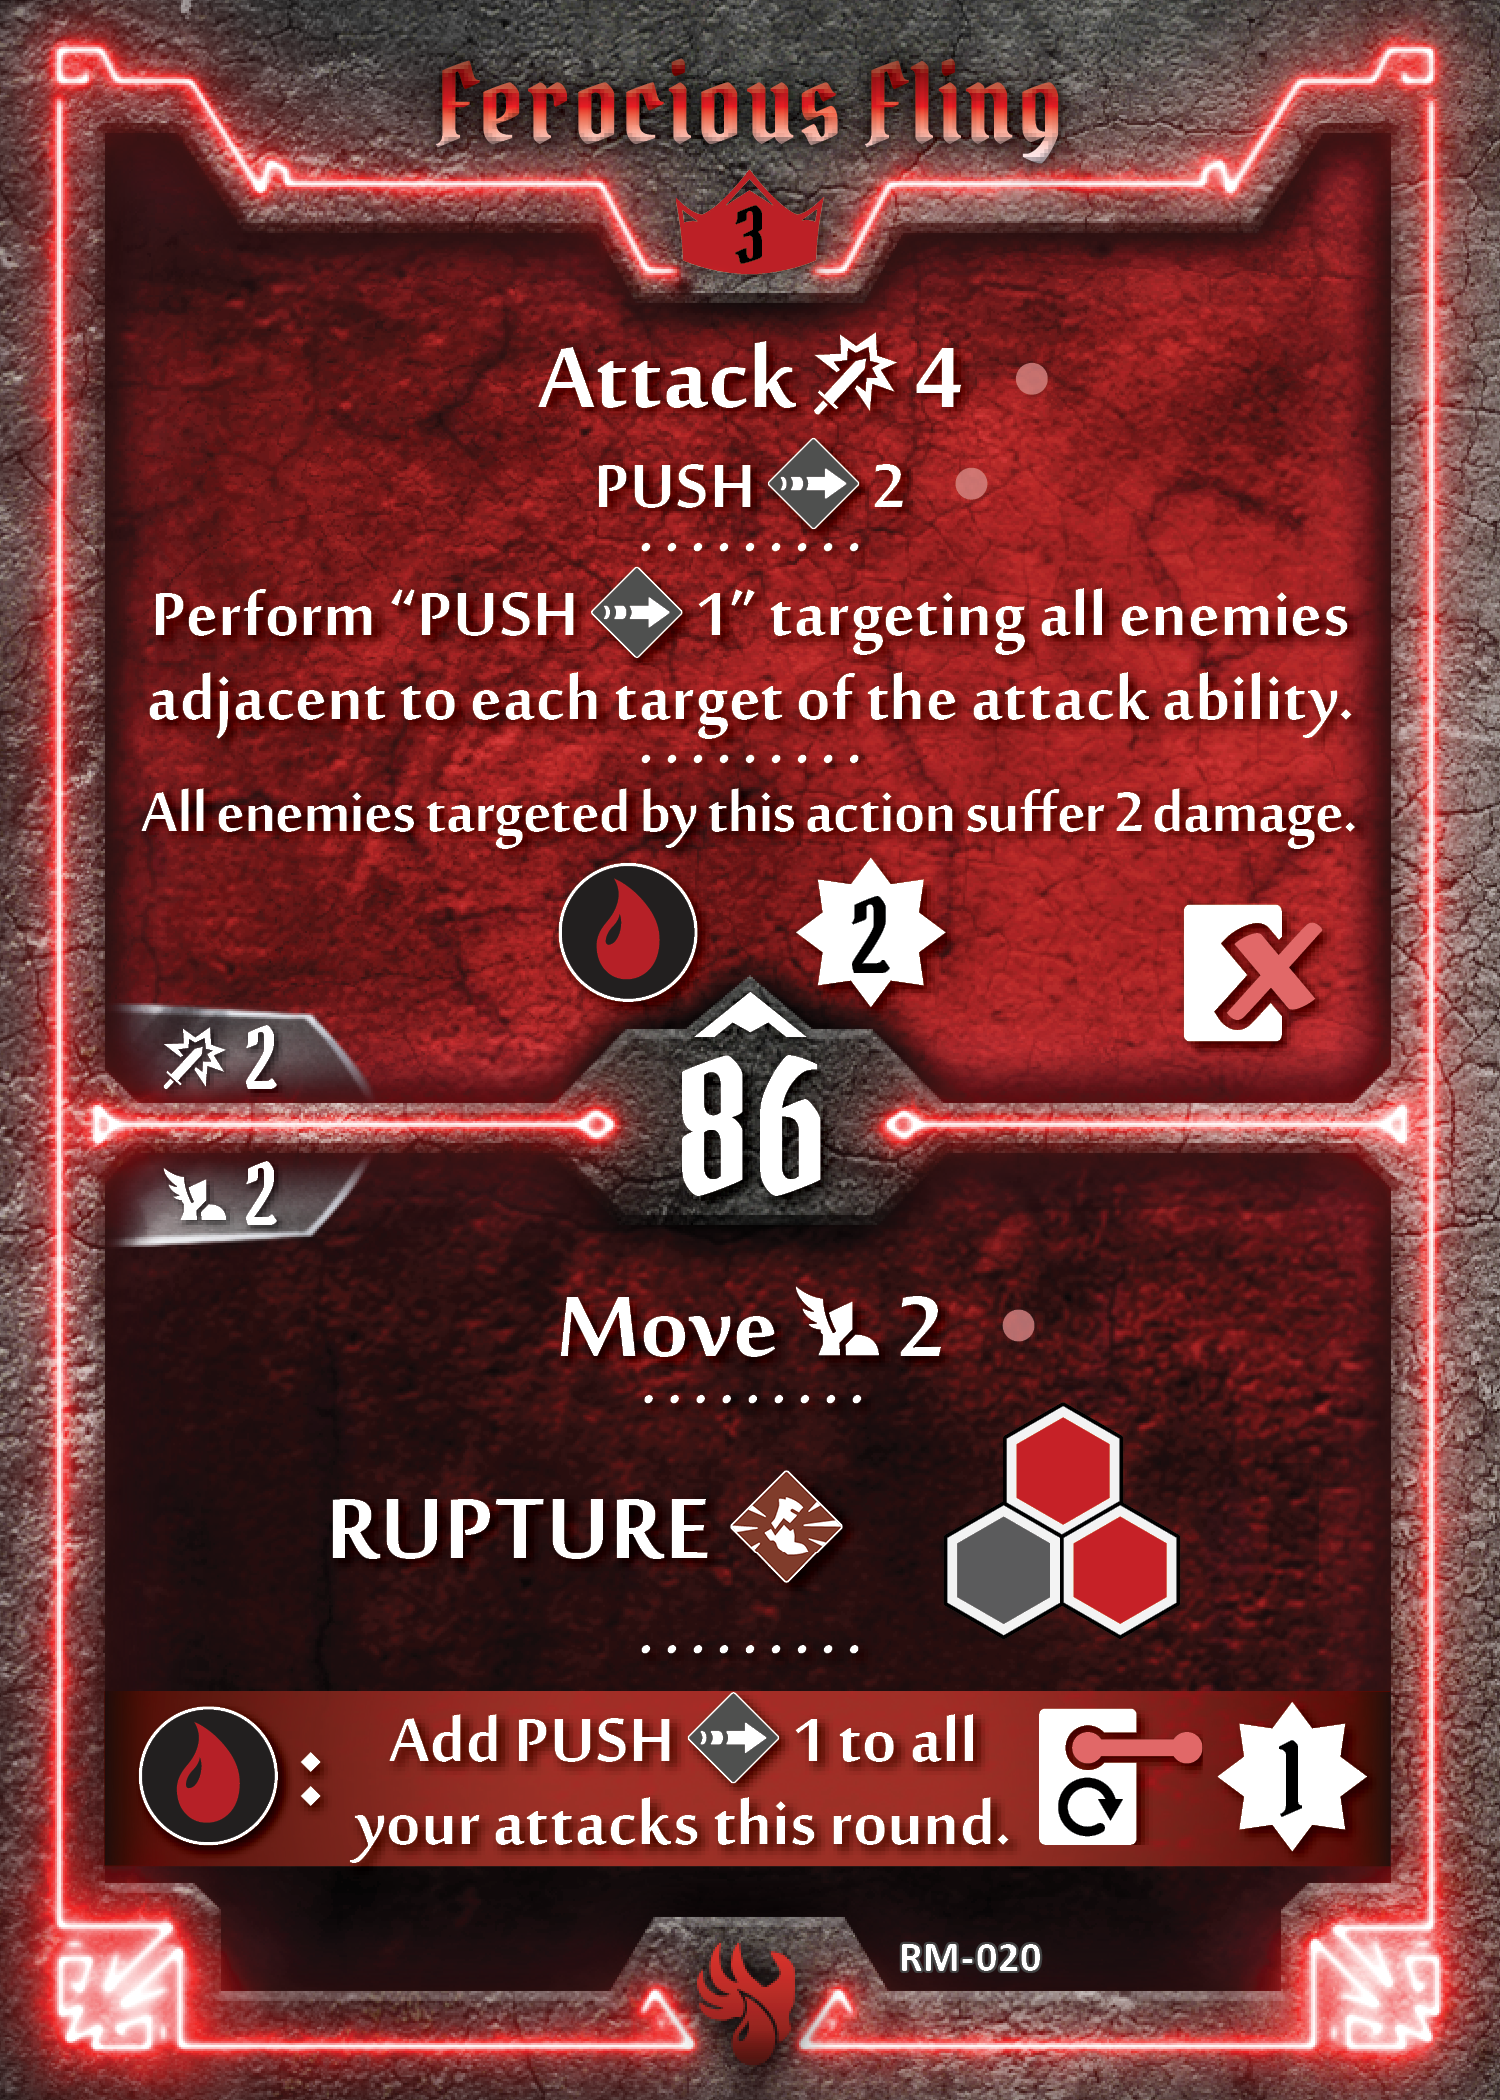 Ferocious Fling
3
Attack 4
PUSH 2
Perform “PUSH 1” targeting all enemies
adjacent to each target of the attack ability.
All enemies targeted by this action suffer 2 damage.
2
2
86
2
Move 2
RUPTURE
Add PUSH 1 to all
your attacks this round.
1
RM-020